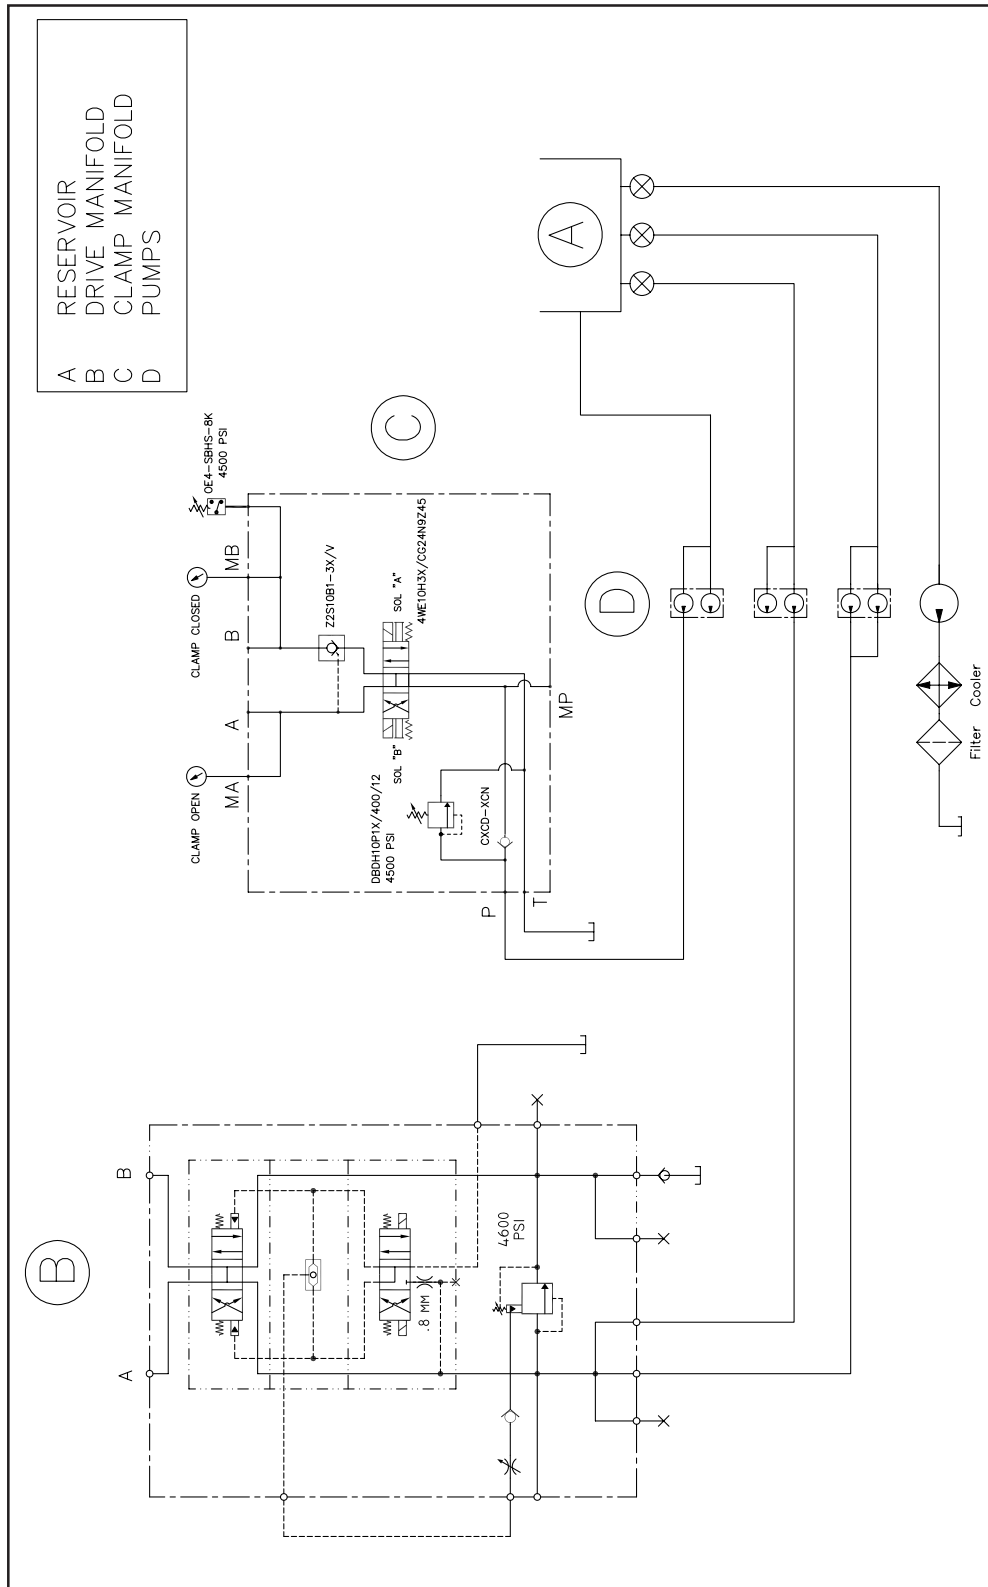 A RESERVOIR
B DRIVE MANIFOLD
C CLAMP MANIFOLD
D PUMPS
B
A
B
.8 MM
4600
PSI
C
CLAMP OPEN
MA
A
B
MB
CLAMP CLOSED
OE4-SBHS-8K
4500 PSI
Z2S10B1-3X/V
SOL "A"
4WE10H3X/CG24N9Z45
SOL "B"
DBDH10P1X/400/12
4500 PSI
CXCD-XCN
P
T
MP
D
A
Filter
Cooler